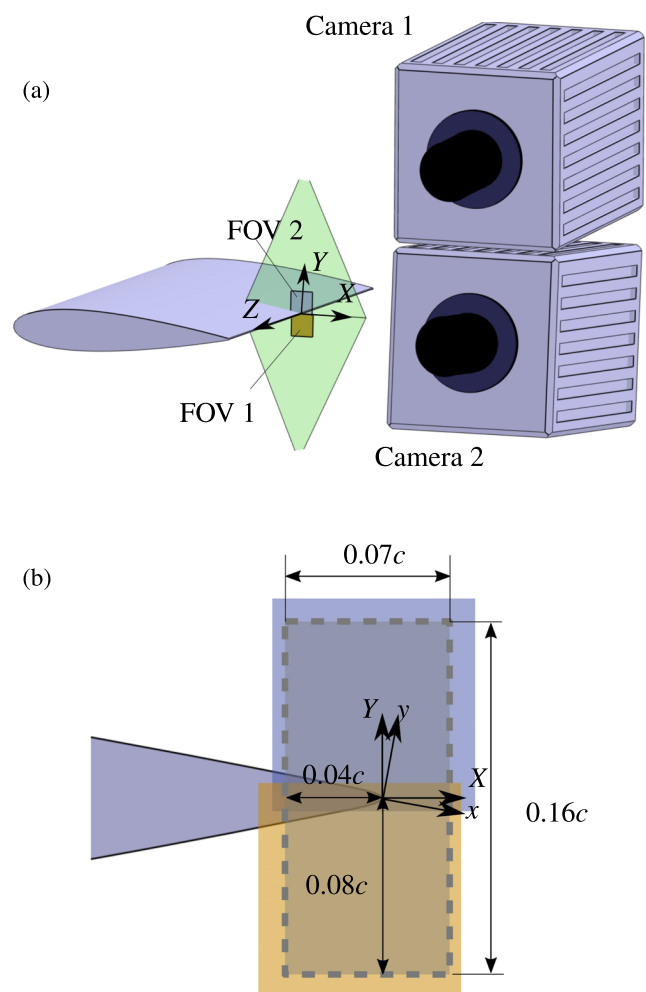 Camera 1
(a)
FOV 2
Y
Z
X
FOV 1
Camera 2
(b)
0.07c
Y
y
0.04c
X
x
0.16c
0.08c